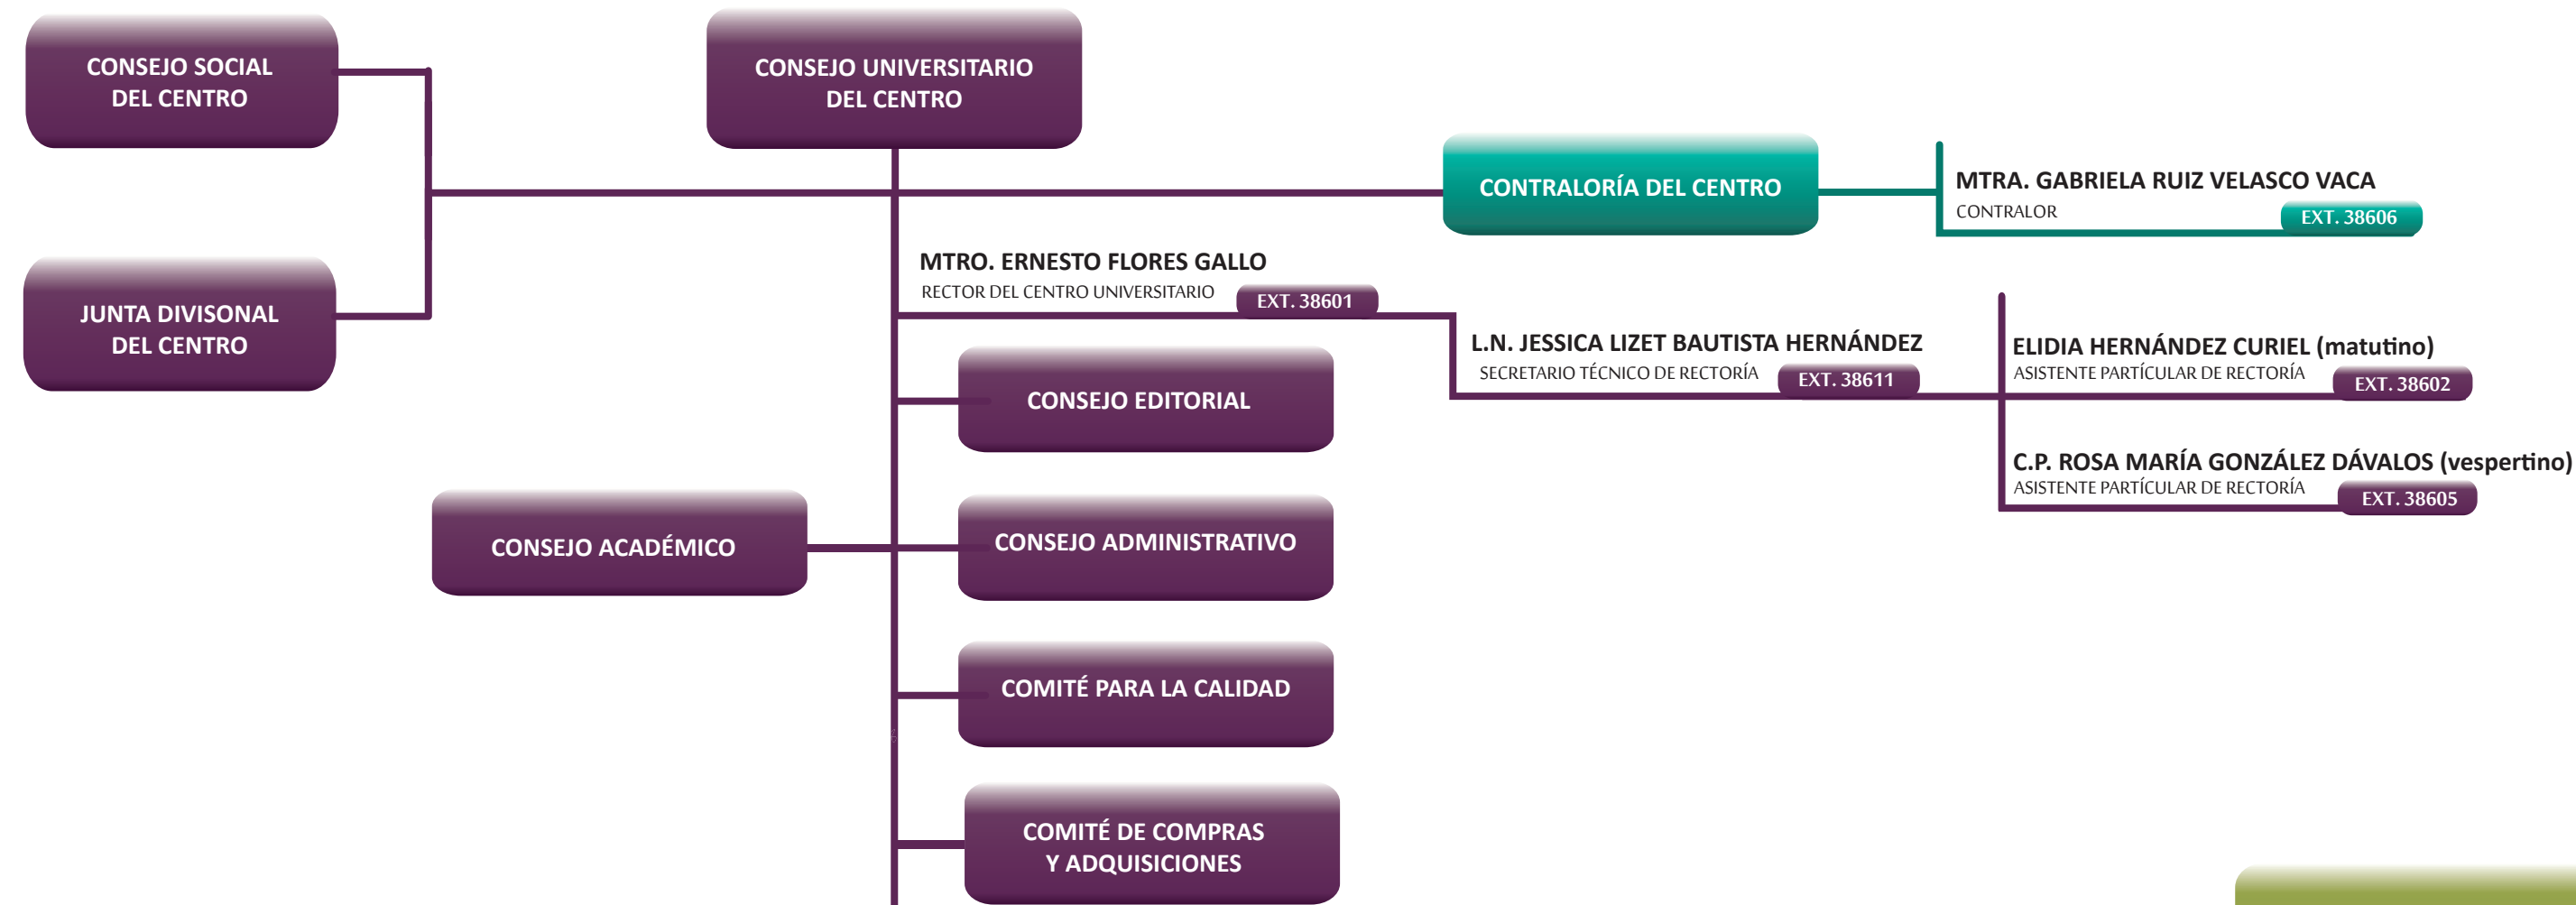 CONSEJO SOCIAL
DEL CENTRO
CONSEJO UNIVERSITARIO
DEL CENTRO
CONTRALORÍA DEL CENTRO
MTRA. GABRIELA RUIZ VELASCO VACA
CONTRALOR
EXT. 38606
JUNTA DIVISONAL
DEL CENTRO
MTRO. ERNESTO FLORES GALLO
RECTOR DEL CENTRO UNIVERSITARIO
EXT. 38601
L.N. JESSICA LIZET BAUTISTA HERNÁNDEZ
SECRETARIO TÉCNICO DE RECTORÍA
EXT. 38611
ELIDIA HERNÁNDEZ CURIEL (matutino)
ASISTENTE PARTÍCULAR DE RECTORÍA
EXT. 38602
C.P. ROSA MARÍA GONZÁLEZ DÁVALOS (vespertino)
ASISTENTE PARTÍCULAR DE RECTORÍA
EXT. 38605
CONSEJO EDITORIAL
CONSEJO ACADÉMICO
CONSEJO ADMINISTRATIVO
COMITÉ PARA LA CALIDAD
COMITÉ DE COMPRAS
Y ADQUISICIONES